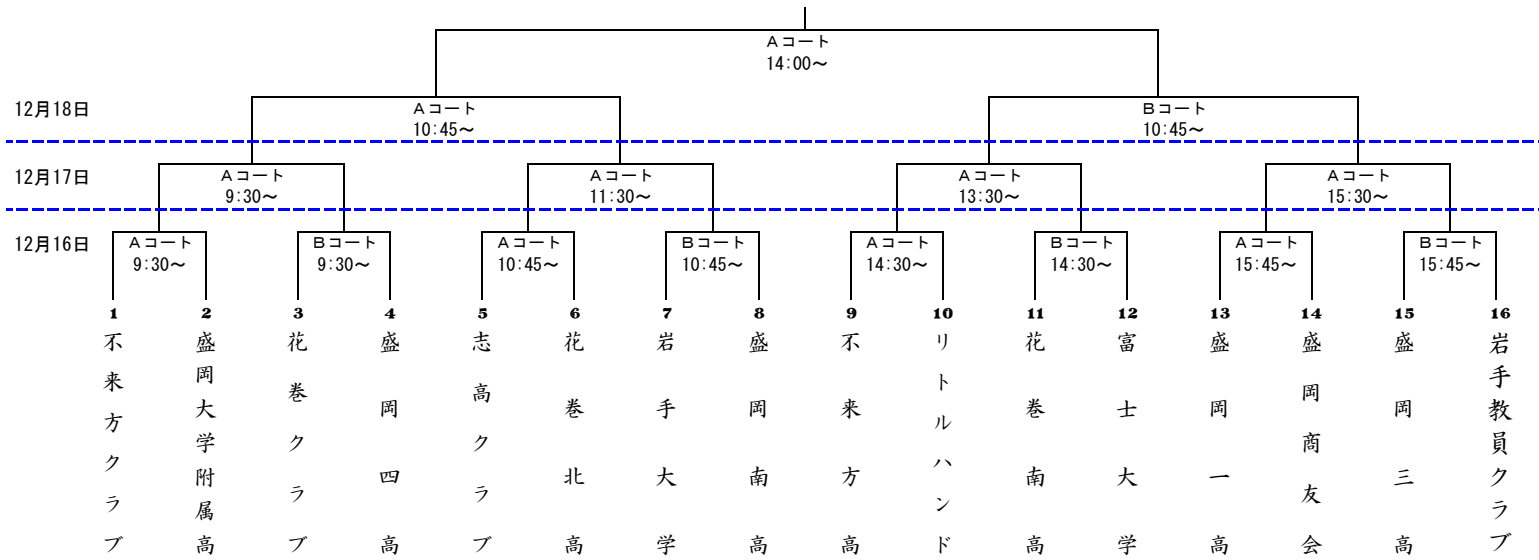 Aコート
14:00～
12月18日
Aコート
10:45～
Bコート
10:45～
12月17日
Aコート
9:30～
Aコート
11:30～
Aコート
13:30～
Aコート
15:30～
12月16日
Aコート
9:30～
Bコート
9:30～
Aコート
10:45～
Bコート
10:45～
Aコート
14:30～
Bコート
14:30～
Aコート
15:45～
Bコート
15:45～
1
不来方クラブ
2
盛岡大学附属高
3
花巻クラブ
4
盛岡四高
5
志高クラブ
6
花巻北高
7
岩手大学
8
盛岡南高
9
不来方高
10
リトルハンド
11
花巻南高
12
富士大学
13
盛岡一高
14
盛岡商友会
15
盛岡三高
16
岩手教員クラブ